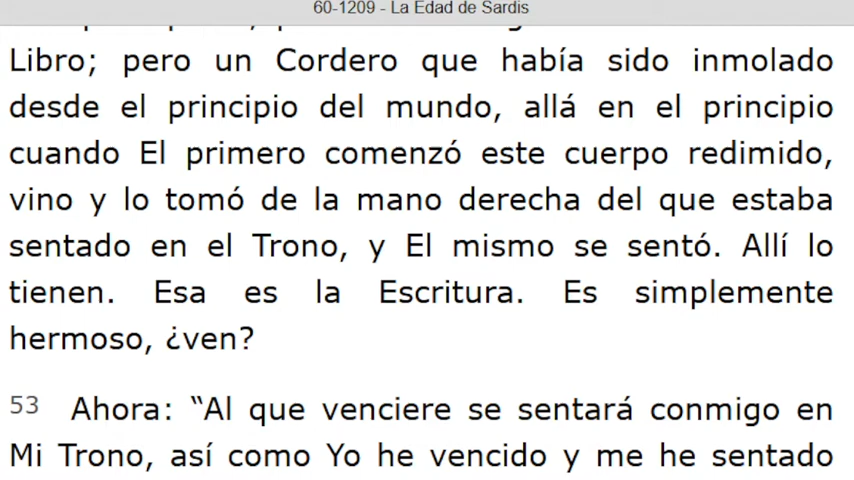 60-1209 - La Edad de Sardis
Libro; pero un Cordero que había sido inmolado
desde el principio del mundo, allá en el principio
cuando El primero comenzó este cuerpo redimido,
vino y lo tomó de la mano derecha del que estaba
sentado en el Trono, y El mismo se sentó. Allí lo
tienen. Esa es la Escritura. Es simplemente
hermoso, ¿ven?
53 Ahora: “Al que venciere se sentará conmigo en
Mi Trono, así como Yo he vencido y me he sentado